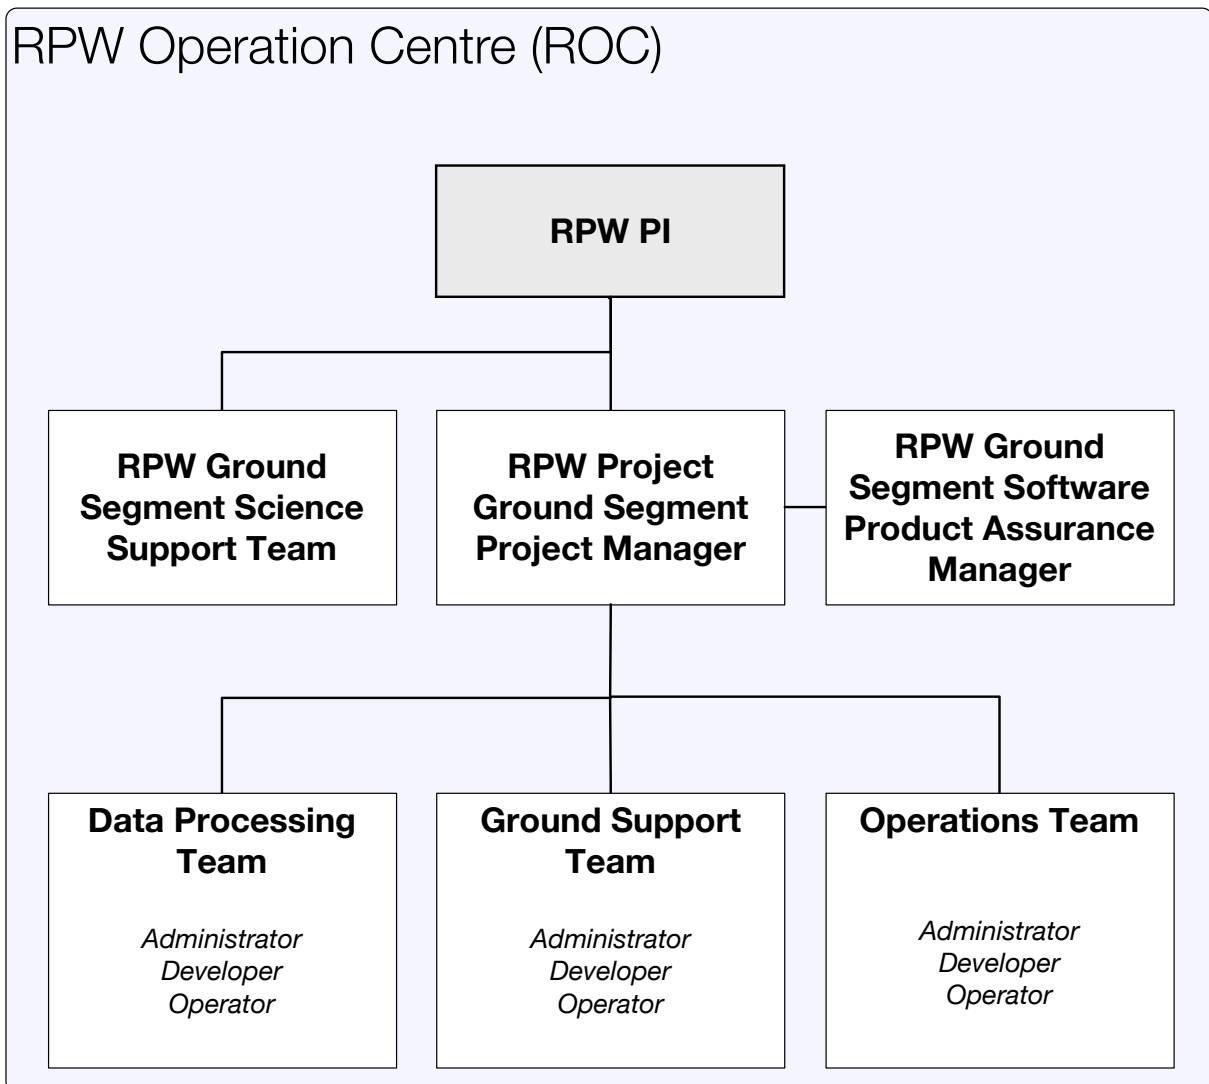 RPW Operation Centre (ROC)
RPW PI
RPW Ground
Segment Science
Support Team
RPW Project
Ground Segment
Project Manager
RPW Ground
Segment Software
Product Assurance
Manager
Data Processing
Team
Administrator
Developer
Operator
Ground Support
Team
Administrator
Developer
Operator
Operations Team
Administrator
Developer
Operator